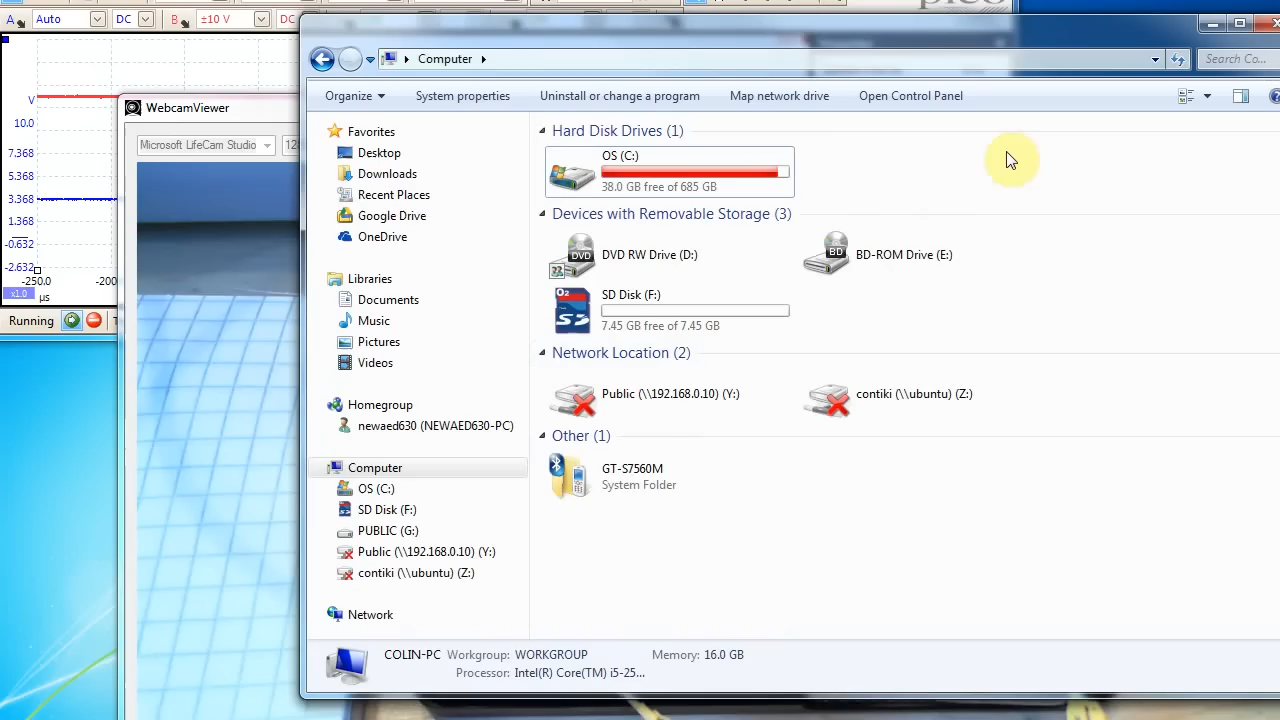 A
Auto
DC
B
±10 V
DC
pico
V
10.0
7.368
5.368
3.368
1.368
-0.632
-2.632
-250.0
-200
x1.0
µs
Running
WebcamViewer
Microsoft LifeCam Studio
Computer
Search Co...
Organize
System properties
Uninstall or change a program
Map network drive
Open Control Panel
Favorites
Desktop
Downloads
Recent Places
Google Drive
OneDrive
Libraries
Documents
Music
Pictures
Videos
Homegroup
newaed630 (NEWAED630-PC)
Computer
OS (C:)
SD Disk (F:)
PUBLIC (G:)
Public (\\192.168.0.10) (Y:)
contiki (\\ubuntu) (Z:)
Network
Hard Disk Drives (1)
OS (C:)
38.0 GB free of 685 GB
Devices with Removable Storage (3)
DVD
DVD RW Drive (D:)
BD
BD-ROM Drive (E:)
O2
SD Disk (F:)
7.45 GB free of 7.45 GB
Network Location (2)
Public (\\192.168.0.10) (Y:)
contiki (\\ubuntu) (Z:)
Other (1)
GT-S7560M
System Folder
COLIN-PC Workgroup: WORKGROUP Memory: 16.0 GB
Processor: Intel(R) Core(TM) i5-25...